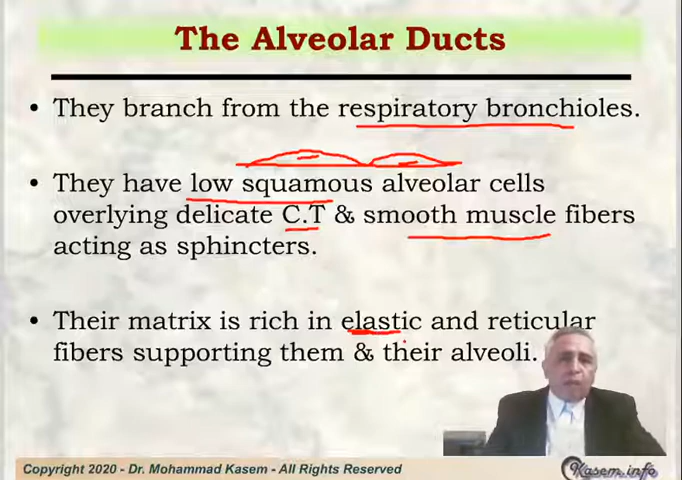 The Alveolar Ducts
• They branch from the respiratory bronchioles.
• They have low squamous alveolar cells
overlying delicate C.T & smooth muscle fibers
acting as sphincters.
• Their matrix is rich in elastic and reticular
fibers supporting them & their alveoli.
Copyright 2020 - Dr. Mohammad Kasem - All Rights Reserved
Kasem.info